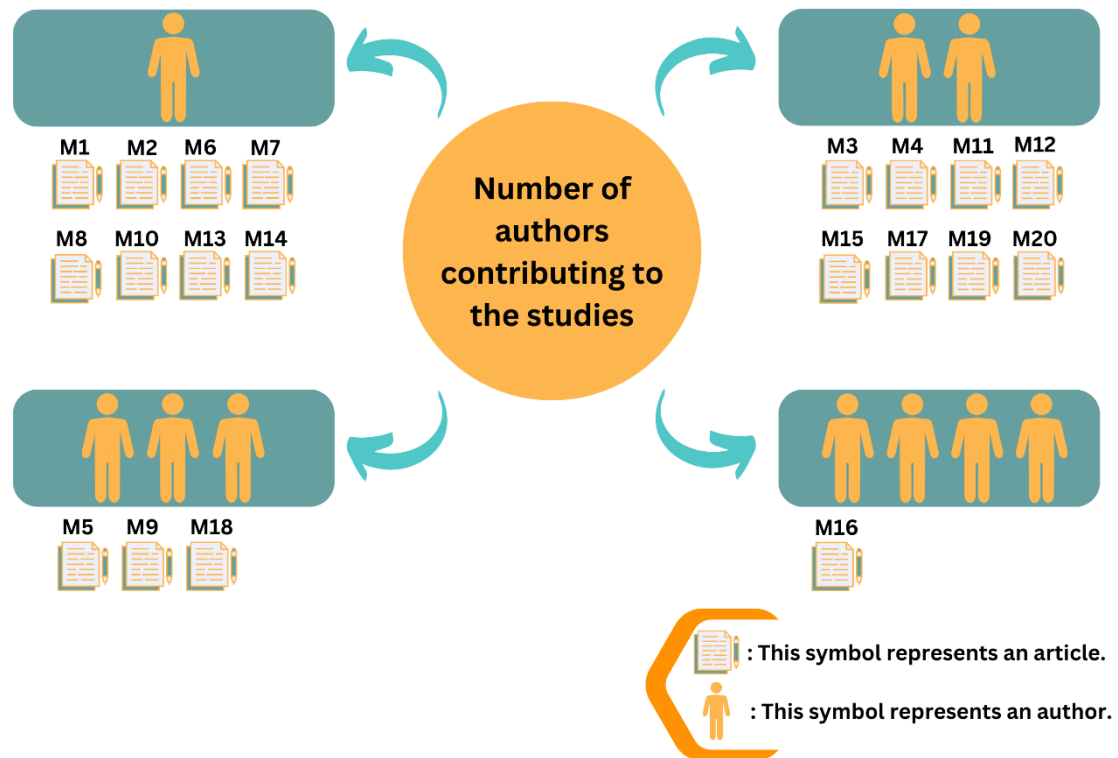 M1 M2 M6 M7
M8 M10 M13 M14
Number of
authors
contributing to
the studies
M3 M4 M11 M12
M15 M17 M19 M20
M5 M9 M18
M16
: This symbol represents an article.
: This symbol represents an author.